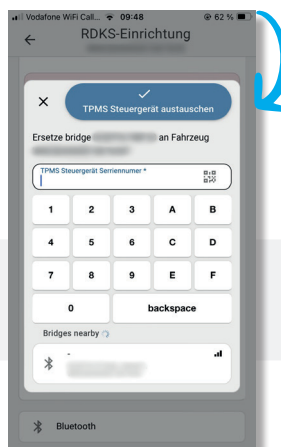 Vodafone WiFi Call... 09:48 62 %
RDKS-Einrichtung
TPMS Steuergerät austauschen
Ersetze bridge an Fahrzeug
TPMS Steuergerät Serriennummer *
1 2 3 A B
4 5 6 C D
7 8 9 E F
0 backspace
Bridges nearby
-
Bluetooth